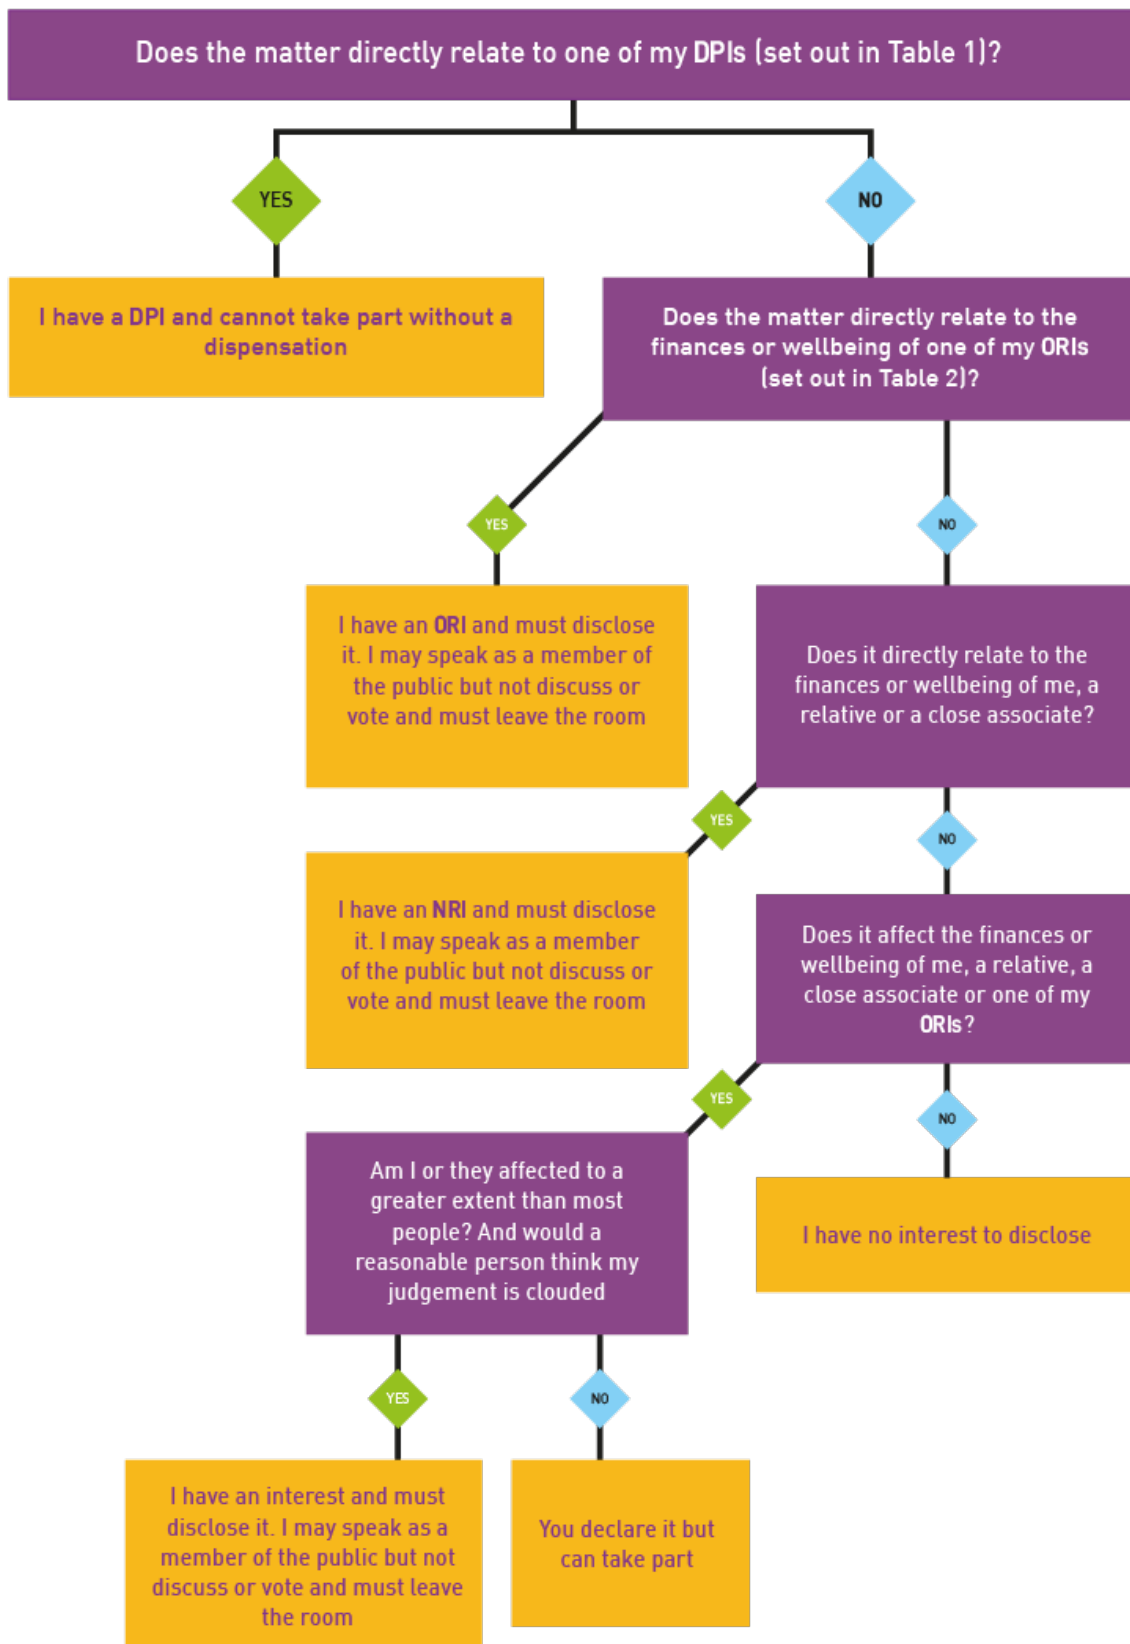 Does the matter directly relate to one of my DPIs (set out in Table 1)?
YES
NO
I have a DPI and cannot take part without a
dispensation
Does the matter directly relate to the
finances or wellbeing of one of my ORIs
(set out in Table 2)?
YES
NO
I have an ORI and must disclose
it. I may speak as a member of
the public but not discuss or
vote and must leave the room
Does it directly relate to the
finances or wellbeing of me, a
relative or a close associate?
YES
NO
I have an NRI and must disclose
it. I may speak as a member
of the public but not discuss or
vote and must leave the room
Does it affect the finances or
wellbeing of me, a relative, a
close associate or one of my
ORIs?
YES
NO
Am I or they affected to a
greater extent than most
people? And would a
reasonable person think my
judgement is clouded
I have no interest to disclose
YES
NO
I have an interest and must
disclose it. I may speak as a
member of the public but not
discuss or vote and must leave
the room
You declare it but
can take part